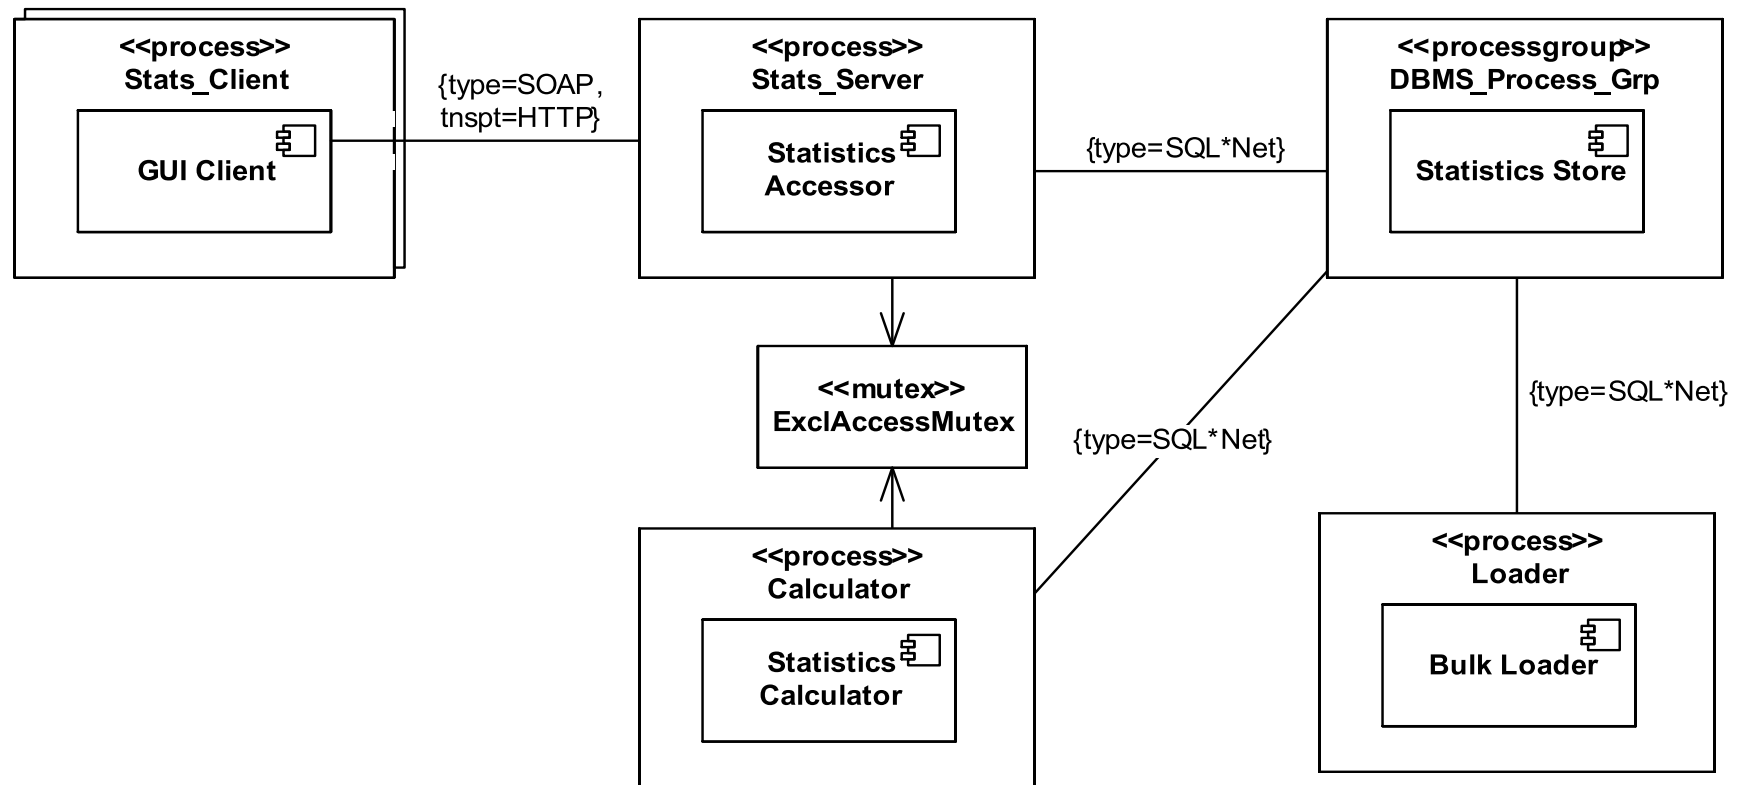 <<process>>
Stats_Client
GUI Client
{type=SOAP,
tnspt=HTTP}
<<process>>
Stats_Server
Statistics
Accessor
{type=SQL*Net}
<<processgroup>>
DBMS_Process_Grp
Statistics Store
<<mutex>>
ExclAccessMutex
{type=SQL*Net}
{type=SQL*Net}
<<process>>
Calculator
Statistics
Calculator
<<process>>
Loader
Bulk Loader